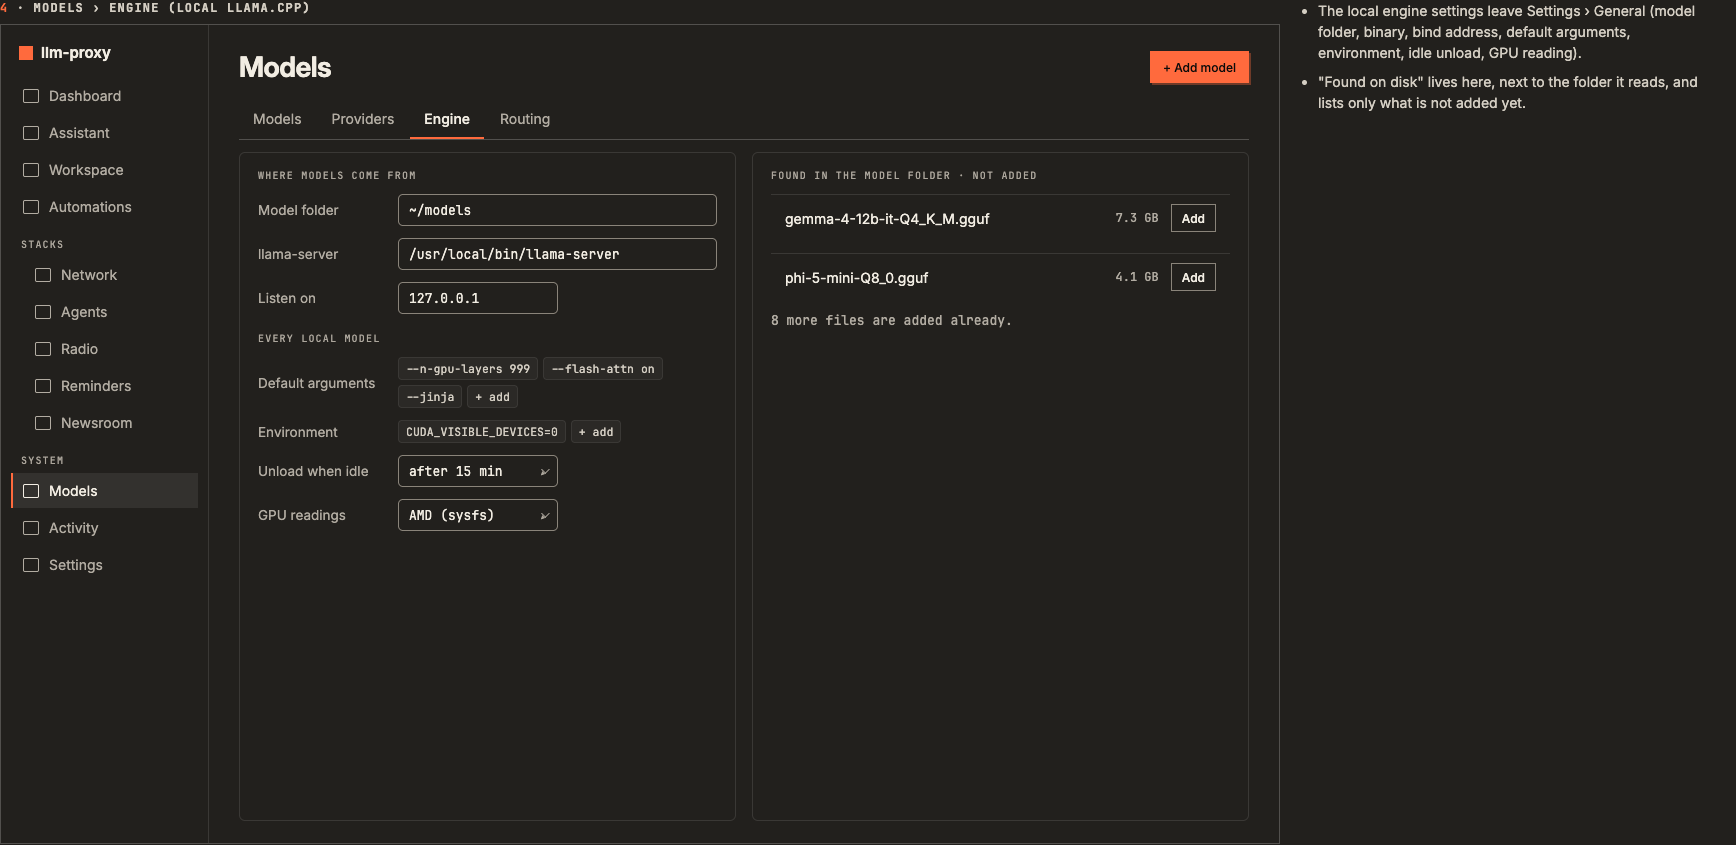 4 · MODELS › ENGINE (LOCAL LLAMA.CPP)
llm-proxy
Dashboard
Assistant
Workspace
Automations
STACKS
Network
Agents
Radio
Reminders
Newsroom
SYSTEM
Models
Activity
Settings
Models
+ Add model
Models Providers Engine Routing
WHERE MODELS COME FROM
Model folder ~/models
llama-server /usr/local/bin/llama-server
Listen on 127.0.0.1
EVERY LOCAL MODEL
Default arguments --n-gpu-layers 999 --flash-attn on
--jinja + add
Environment CUDA_VISIBLE_DEVICES=0 + add
Unload when idle after 15 min
GPU readings AMD (sysfs)
FOUND IN THE MODEL FOLDER · NOT ADDED
gemma-4-12b-it-Q4_K_M.gguf 7.3 GB Add
phi-5-mini-Q8_0.gguf 4.1 GB Add
8 more files are added already.
• The local engine settings leave Settings › General (model
folder, binary, bind address, default arguments,
environment, idle unload, GPU reading).
• "Found on disk" lives here, next to the folder it reads, and
lists only what is not added yet.